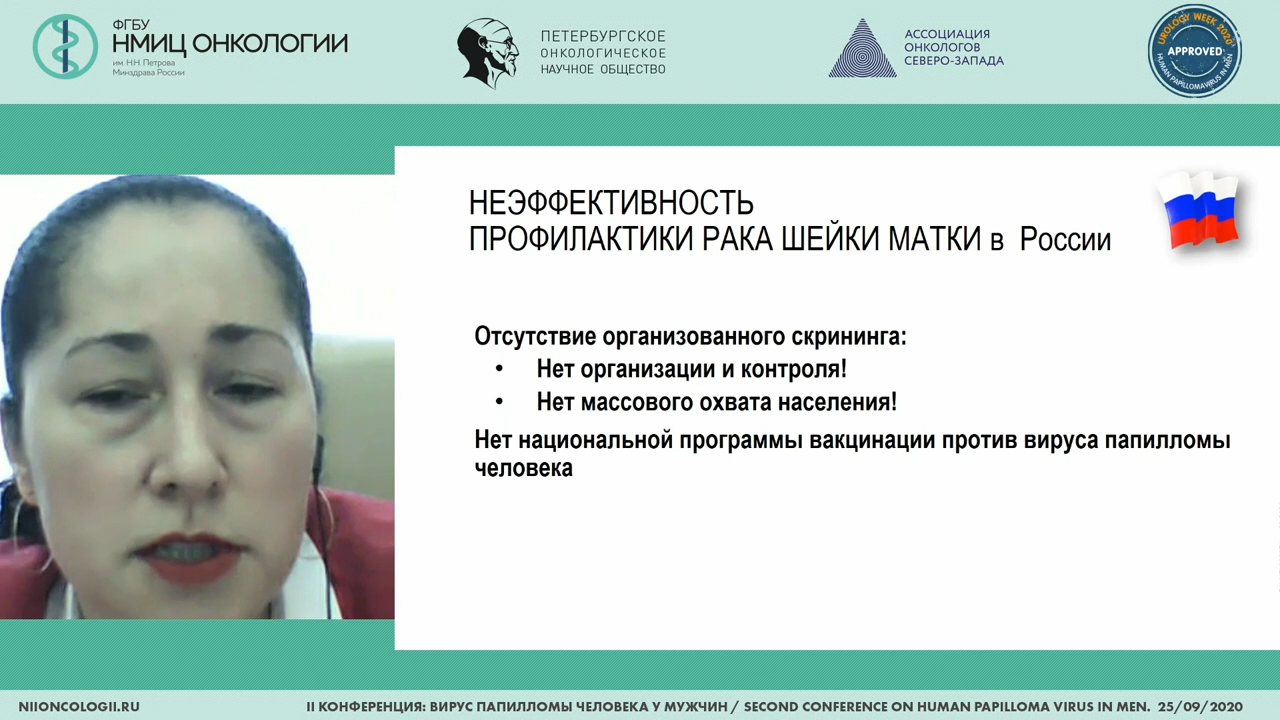 ФГБУ
НМИЦ ОНКОЛОГИИ
им. Н.Н. Петрова
Минздрава России
ПЕТЕРБУРГСКОЕ
ОНКОЛОГИЧЕСКОЕ
НАУЧНОЕ ОБЩЕСТВО
АССОЦИАЦИЯ
ОНКОЛОГОВ
СЕВЕРО-ЗАПАДА
UROLOGY WEEK 2020
APPROVED
HUMAN PAPILLOMAVIRUS IN MEN
НЕЭФФЕКТИВНОСТЬ
ПРОФИЛАКТИКИ РАКА ШЕЙКИ МАТКИ в России
Отсутствие организованного скрининга:
• Нет организации и контроля!
• Нет массового охвата населения!
Нет национальной программы вакцинации против вируса папилломы
человека
NIIONCOLOGII.RU
II КОНФЕРЕНЦИЯ: ВИРУС ПАПИЛЛОМЫ ЧЕЛОВЕКА У МУЖЧИН / SECOND CONFERENCE ON HUMAN PAPILLOMA VIRUS IN MEN. 25/09/2020